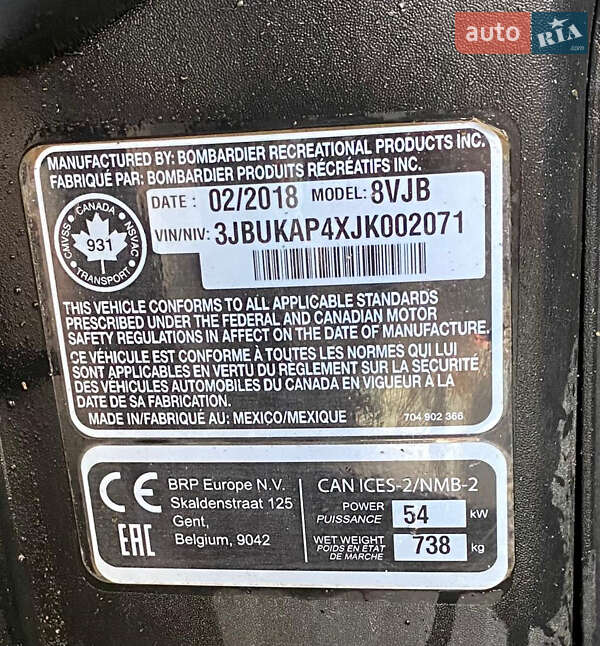 auto RIA.com
MANUFACTURED BY: BOMBARDIER RECREATIONAL PRODUCTS INC.
FABRIQUÉ PAR: BOMBARDIER PRODUITS RÉCRÉATIFS INC.
DATE : 02/2018 MODEL: 8VJB
VIN/NIV: 3JBUKAP4XJK002071
CMVSS CANADA NSVAC
931
TRANSPORT
THIS VEHICLE CONFORMS TO ALL APPLICABLE STANDARDS
PRESCRIBED UNDER THE FEDERAL AND CANADIAN MOTOR
SAFETY REGULATIONS IN AFFECT ON THE DATE OF MANUFACTURE.
CE VÉHICULE EST CONFORME À TOUTES LES NORMES QUI LUI
SONT APPLICABLES EN VERTU DU RÈGLEMENT SUR LA SÉCURITÉ
DES VÉHICULES AUTOMOBILES DU CANADA EN VIGUEUR À LA
DATE DE SA FABRICATION.
MADE IN/FABRIQUÉ AU: MEXICO/MEXIQUE
704 902 366
CE
EAC
BRP Europe N.V.
Skaldenstraat 125
Gent,
Belgium, 9042
CAN ICES-2/NMB-2
POWER
PUISSANCE 54 kW
WET WEIGHT
POIDS EN ÉTAT
DE MARCHE 738 kg